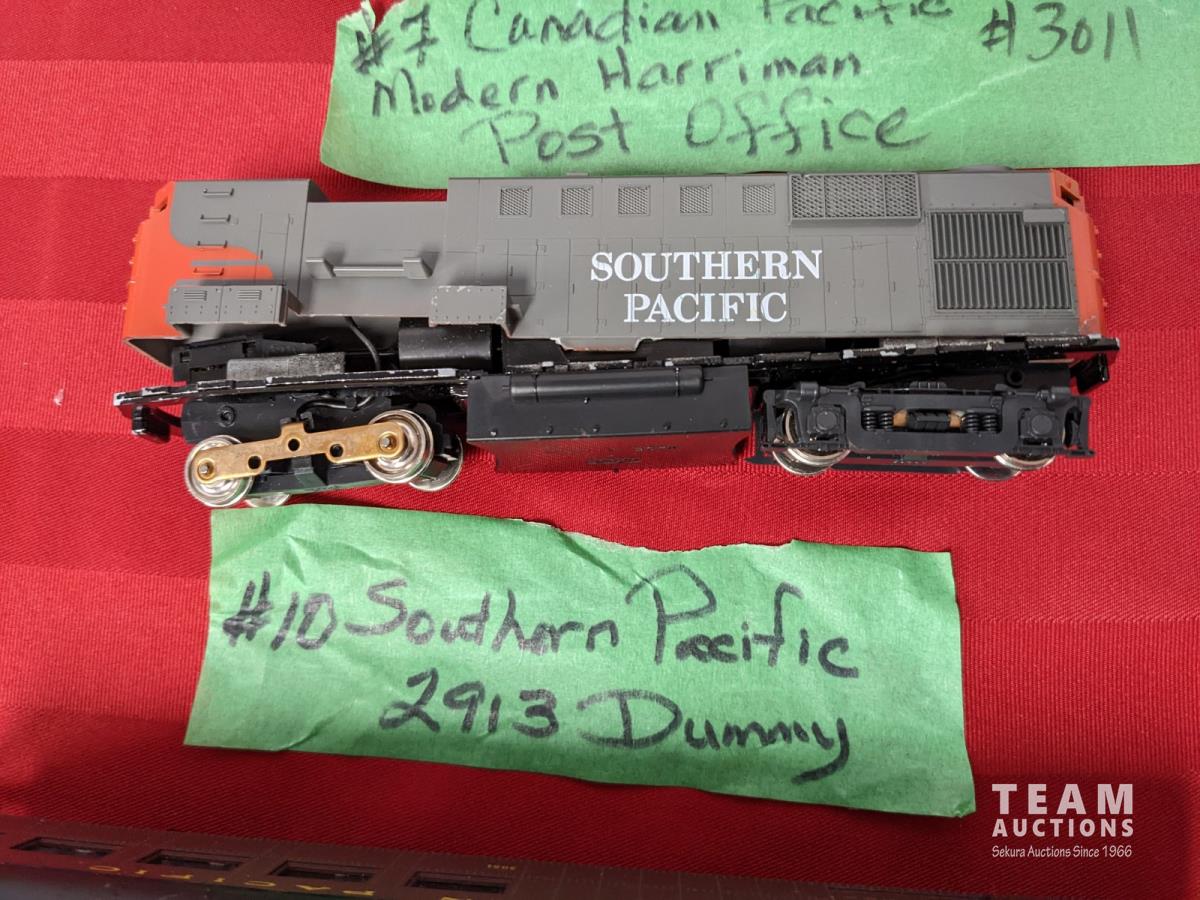 #7 Canadian Pacific #3011
Modern Harriman
Post Office
SOUTHERN
PACIFIC
#10 Southern Pacific
2913 Dummy
TEAM
AUCTIONS
Sekura Auctions Since 1966
PACIFIC